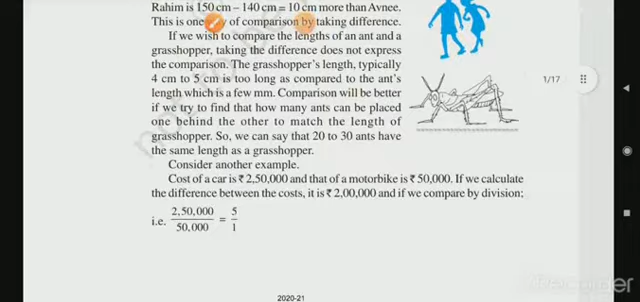 Rahim is 150 cm – 140 cm = 10 cm more than Avnee.
This is one of comparison by taking difference.
If we wish to compare the lengths of an ant and a
grasshopper, taking the difference does not express
the comparison. The grasshopper's length, typically
4 cm to 5 cm is too long as compared to the ant's
length which is a few mm. Comparison will be better
if we try to find that how many ants can be placed
one behind the other to match the length of
grasshopper. So, we can say that 20 to 30 ants have
the same length as a grasshopper.
Consider another example.
Cost of a car is ₹ 2,50,000 and that of a motorbike is ₹ 50,000. If we calculate
the difference between the costs, it is ₹ 2,00,000 and if we compare by division;
i.e. 2,50,000/50,000 = 5/1
2020-21
1/17
not to be